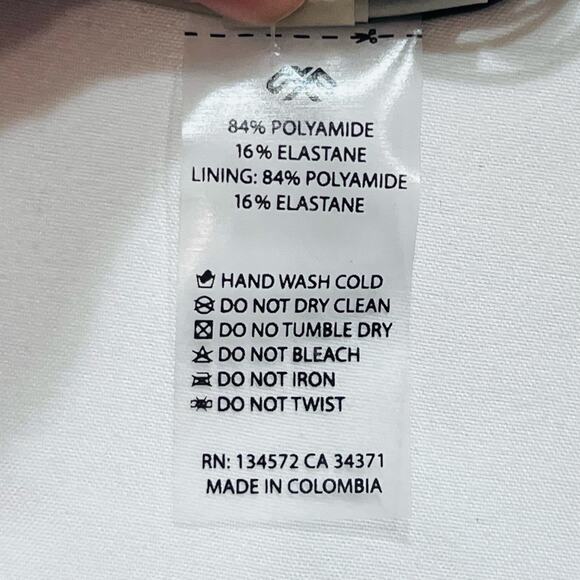 84% POLYAMIDE
16% ELASTANE
LINING: 84% POLYAMIDE
16% ELASTANE
HAND WASH COLD
DO NOT DRY CLEAN
DO NO TUMBLE DRY
DO NOT BLEACH
DO NOT IRON
DO NOT TWIST
RN: 134572 CA 34371
MADE IN COLOMBIA